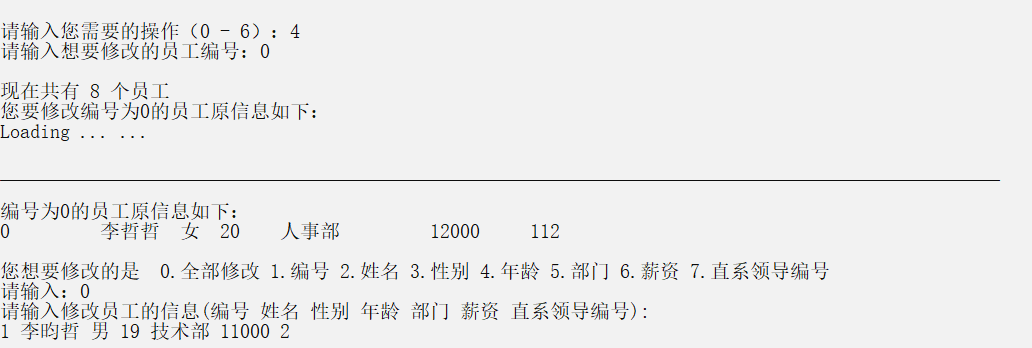 请输入您需要的操作（0 - 6）：4
请输入想要修改的员工编号：0
现在共有 8 个员工
您要修改编号为0的员工原信息如下：
Loading ... ...
编号为0的员工原信息如下：
0 李哲哲 女 20 人事部 12000 112
您想要修改的是 0.全部修改 1.编号 2.姓名 3.性别 4.年龄 5.部门 6.薪资 7.直系领导编号
请输入：0
请输入修改员工的信息(编号 姓名 性别 年龄 部门 薪资 直系领导编号)：
1 李昀哲 男 19 技术部 11000 2